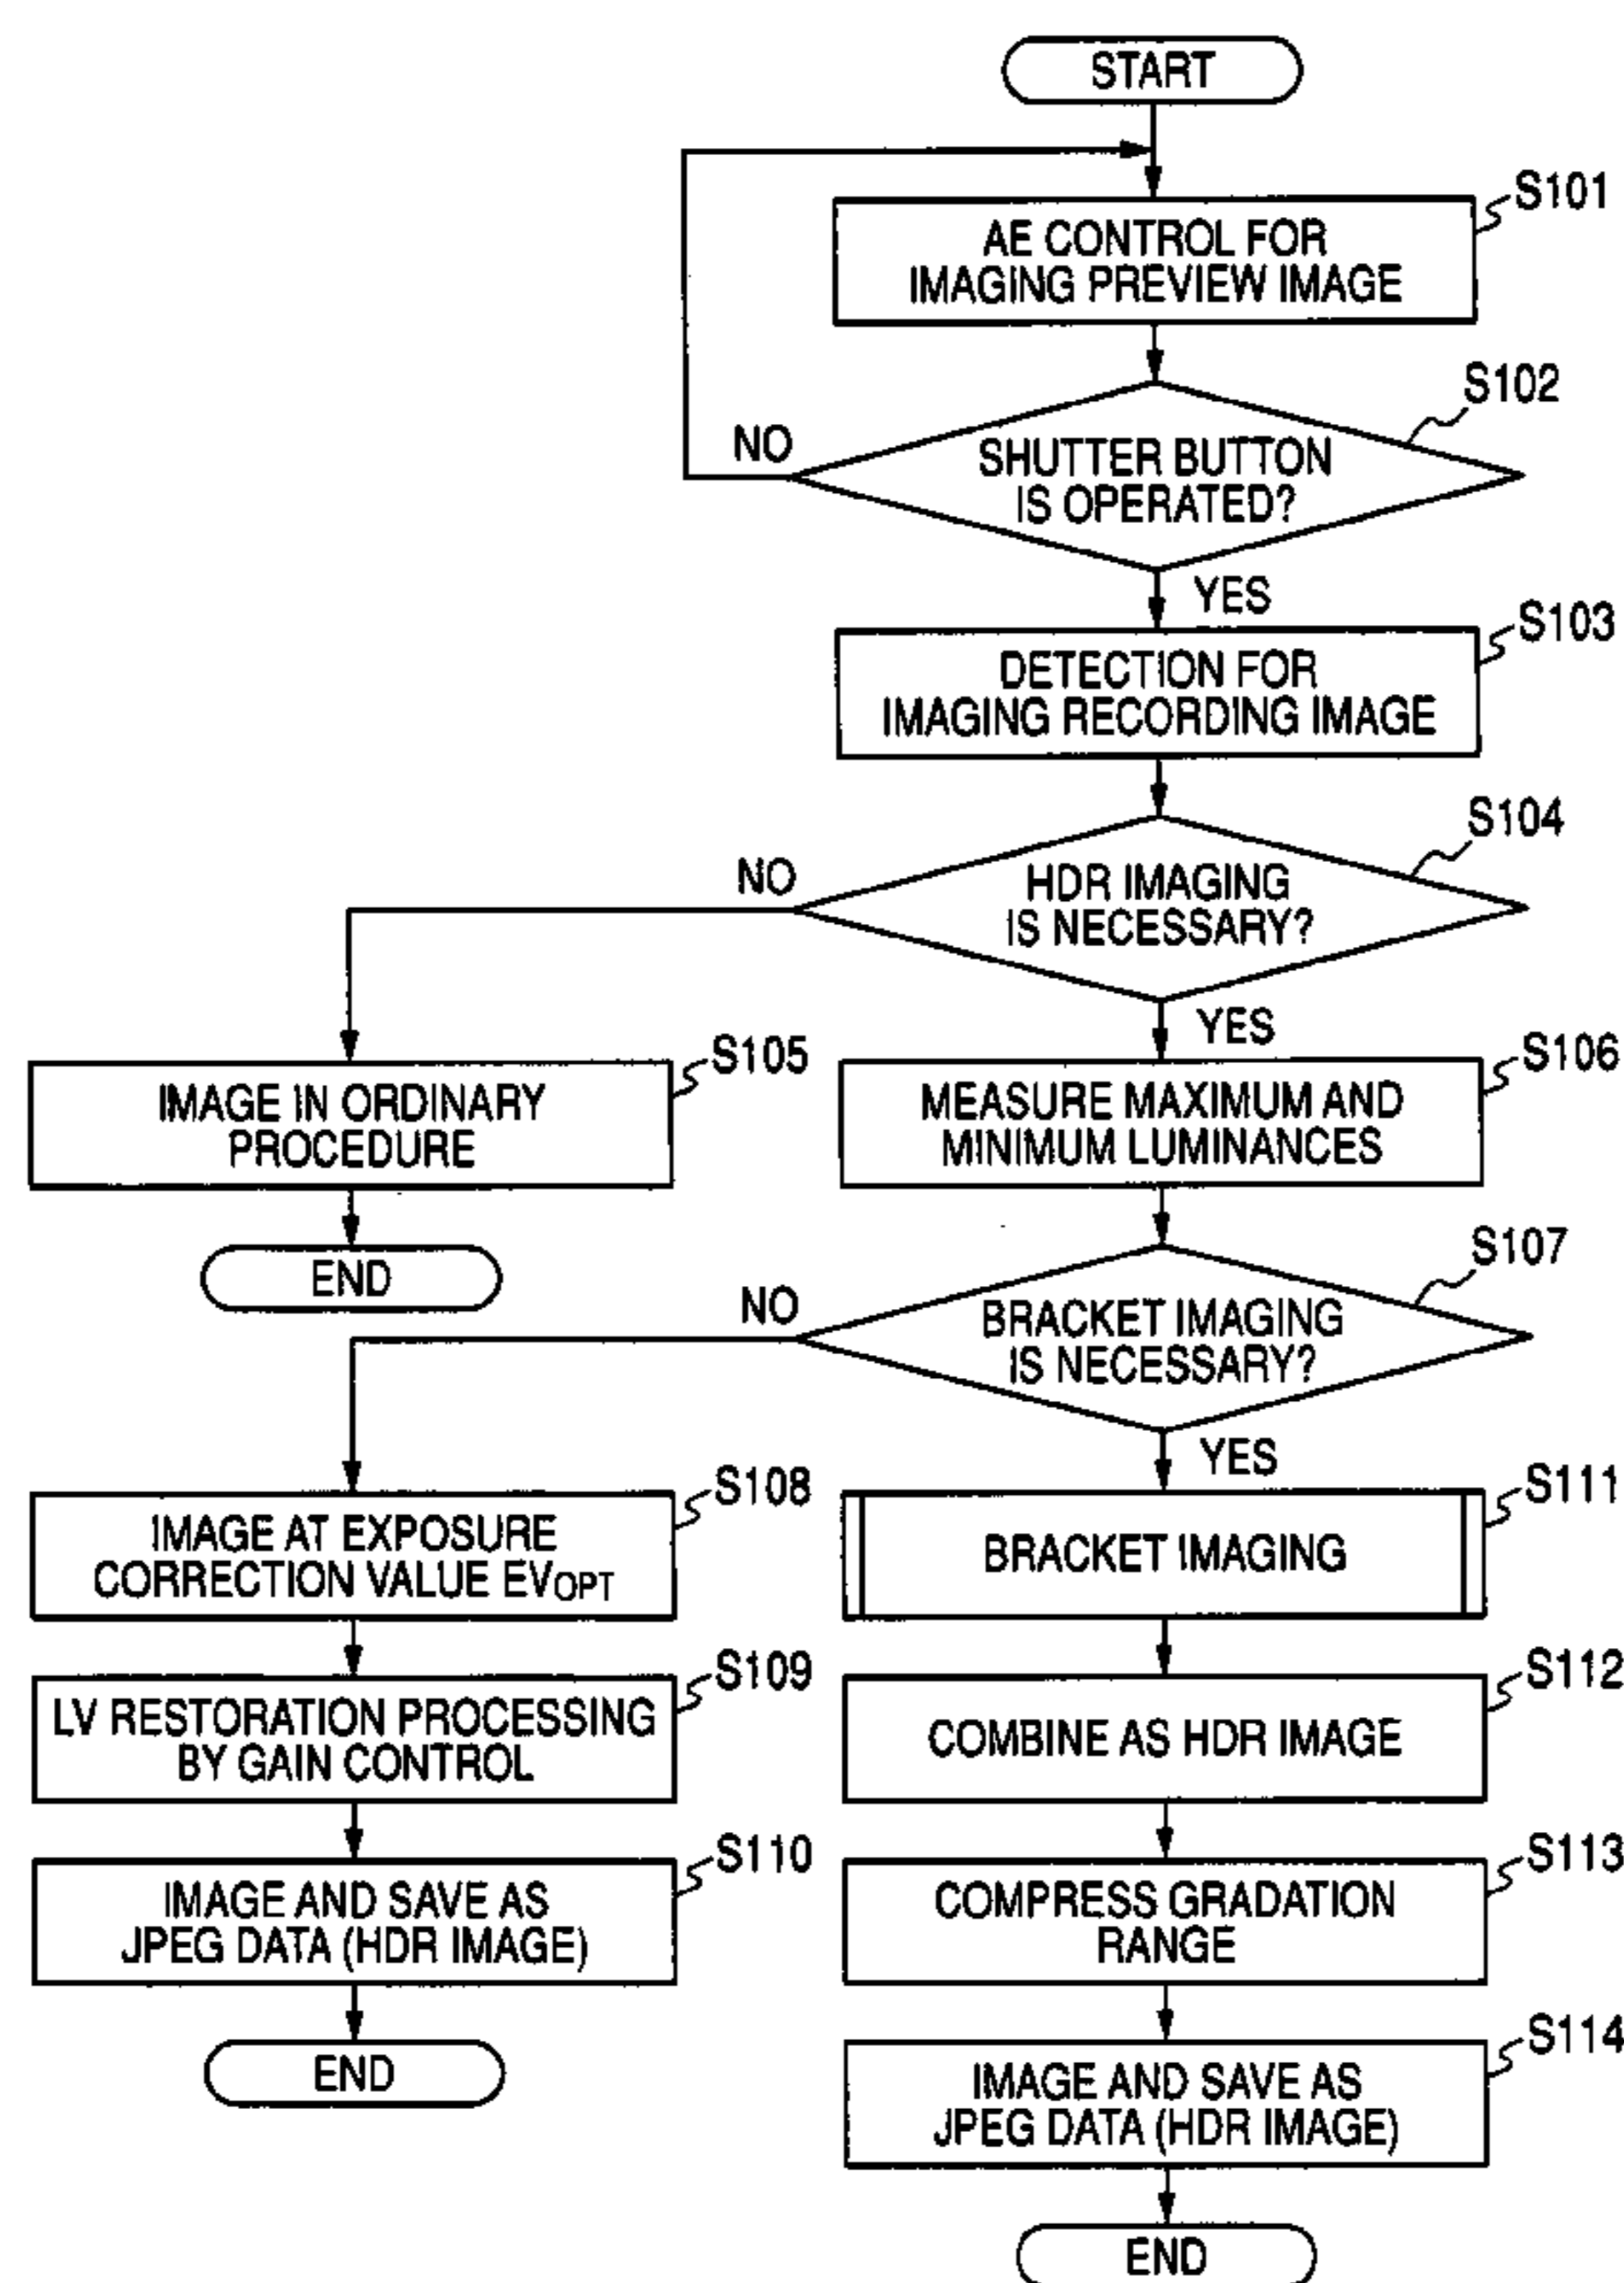 START
S101
AE CONTROL FOR
IMAGING PREVIEW IMAGE
S102
NO
SHUTTER BUTTON
IS OPERATED?
YES
S103
DETECTION FOR
IMAGING RECORDING IMAGE
S104
NO
HDR IMAGING
IS NECESSARY?
YES
S105
IMAGE IN ORDINARY
PROCEDURE
END
S106
MEASURE MAXIMUM AND
MINIMUM LUMINANCES
S107
NO
BRACKET IMAGING
IS NECESSARY?
YES
S108
IMAGE AT EXPOSURE
CORRECTION VALUE EVOPT
S109
LV RESTORATION PROCESSING
BY GAIN CONTROL
S110
IMAGE AND SAVE AS
JPEG DATA (HDR IMAGE)
END
S111
BRACKET IMAGING
S112
COMBINE AS HDR IMAGE
S113
COMPRESS GRADATION
RANGE
S114
IMAGE AND SAVE AS
JPEG DATA (HDR IMAGE)
END